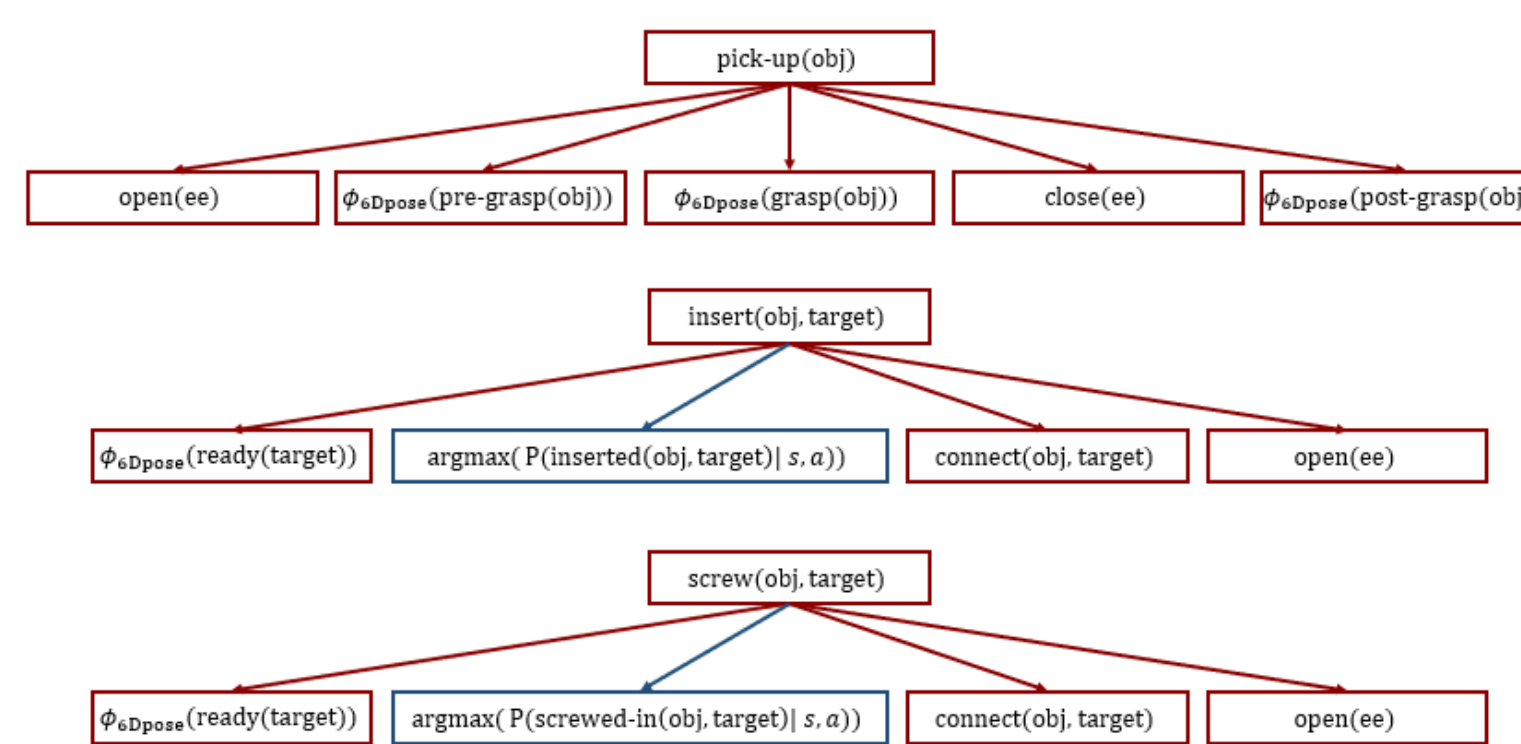 pick-up(obj)
open(ee)
ϕ6Dpose(pre-grasp(obj))
ϕ6Dpose(grasp(obj))
close(ee)
ϕ6Dpose(post-grasp(obj
insert(obj, target)
ϕ6Dpose(ready(target))
argmax( P(inserted(obj, target)| s, a))
connect(obj, target)
open(ee)
screw(obj, target)
ϕ6Dpose(ready(target))
argmax( P(screwed-in(obj, target)| s, a))
connect(obj, target)
open(ee)